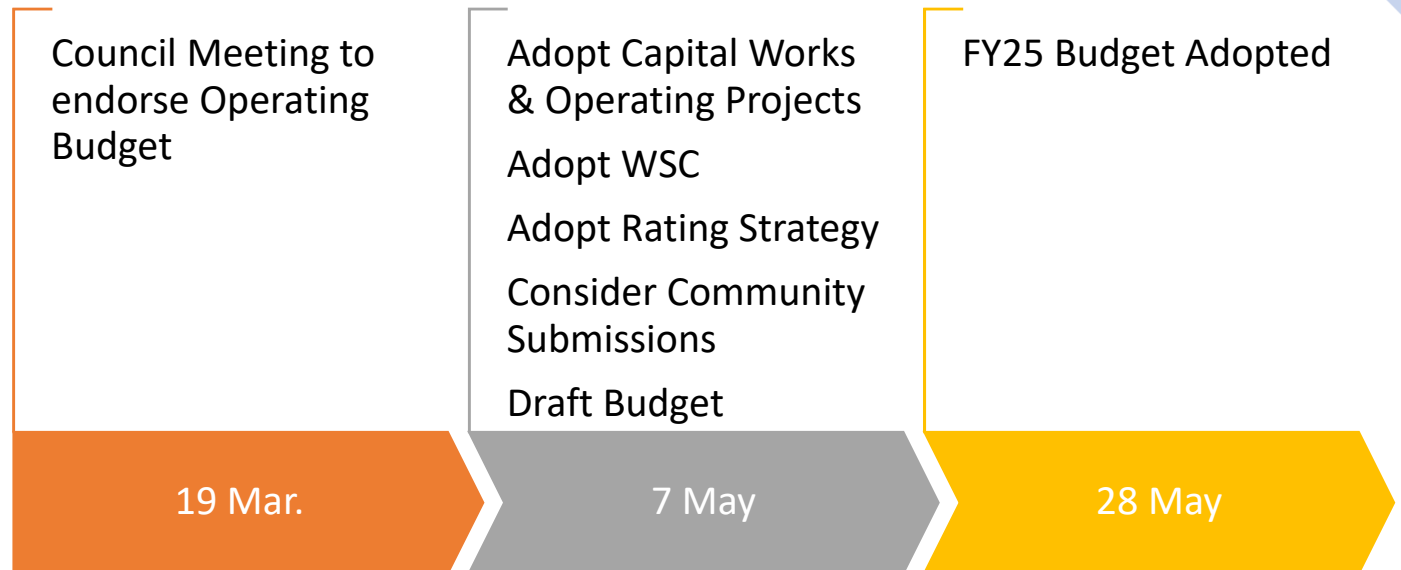 Council Meeting to
endorse Operating
Budget
Adopt Capital Works
& Operating Projects
Adopt WSC
Adopt Rating Strategy
Consider Community
Submissions
Draft Budget
FY25 Budget Adopted
19 Mar.
7 May
28 May